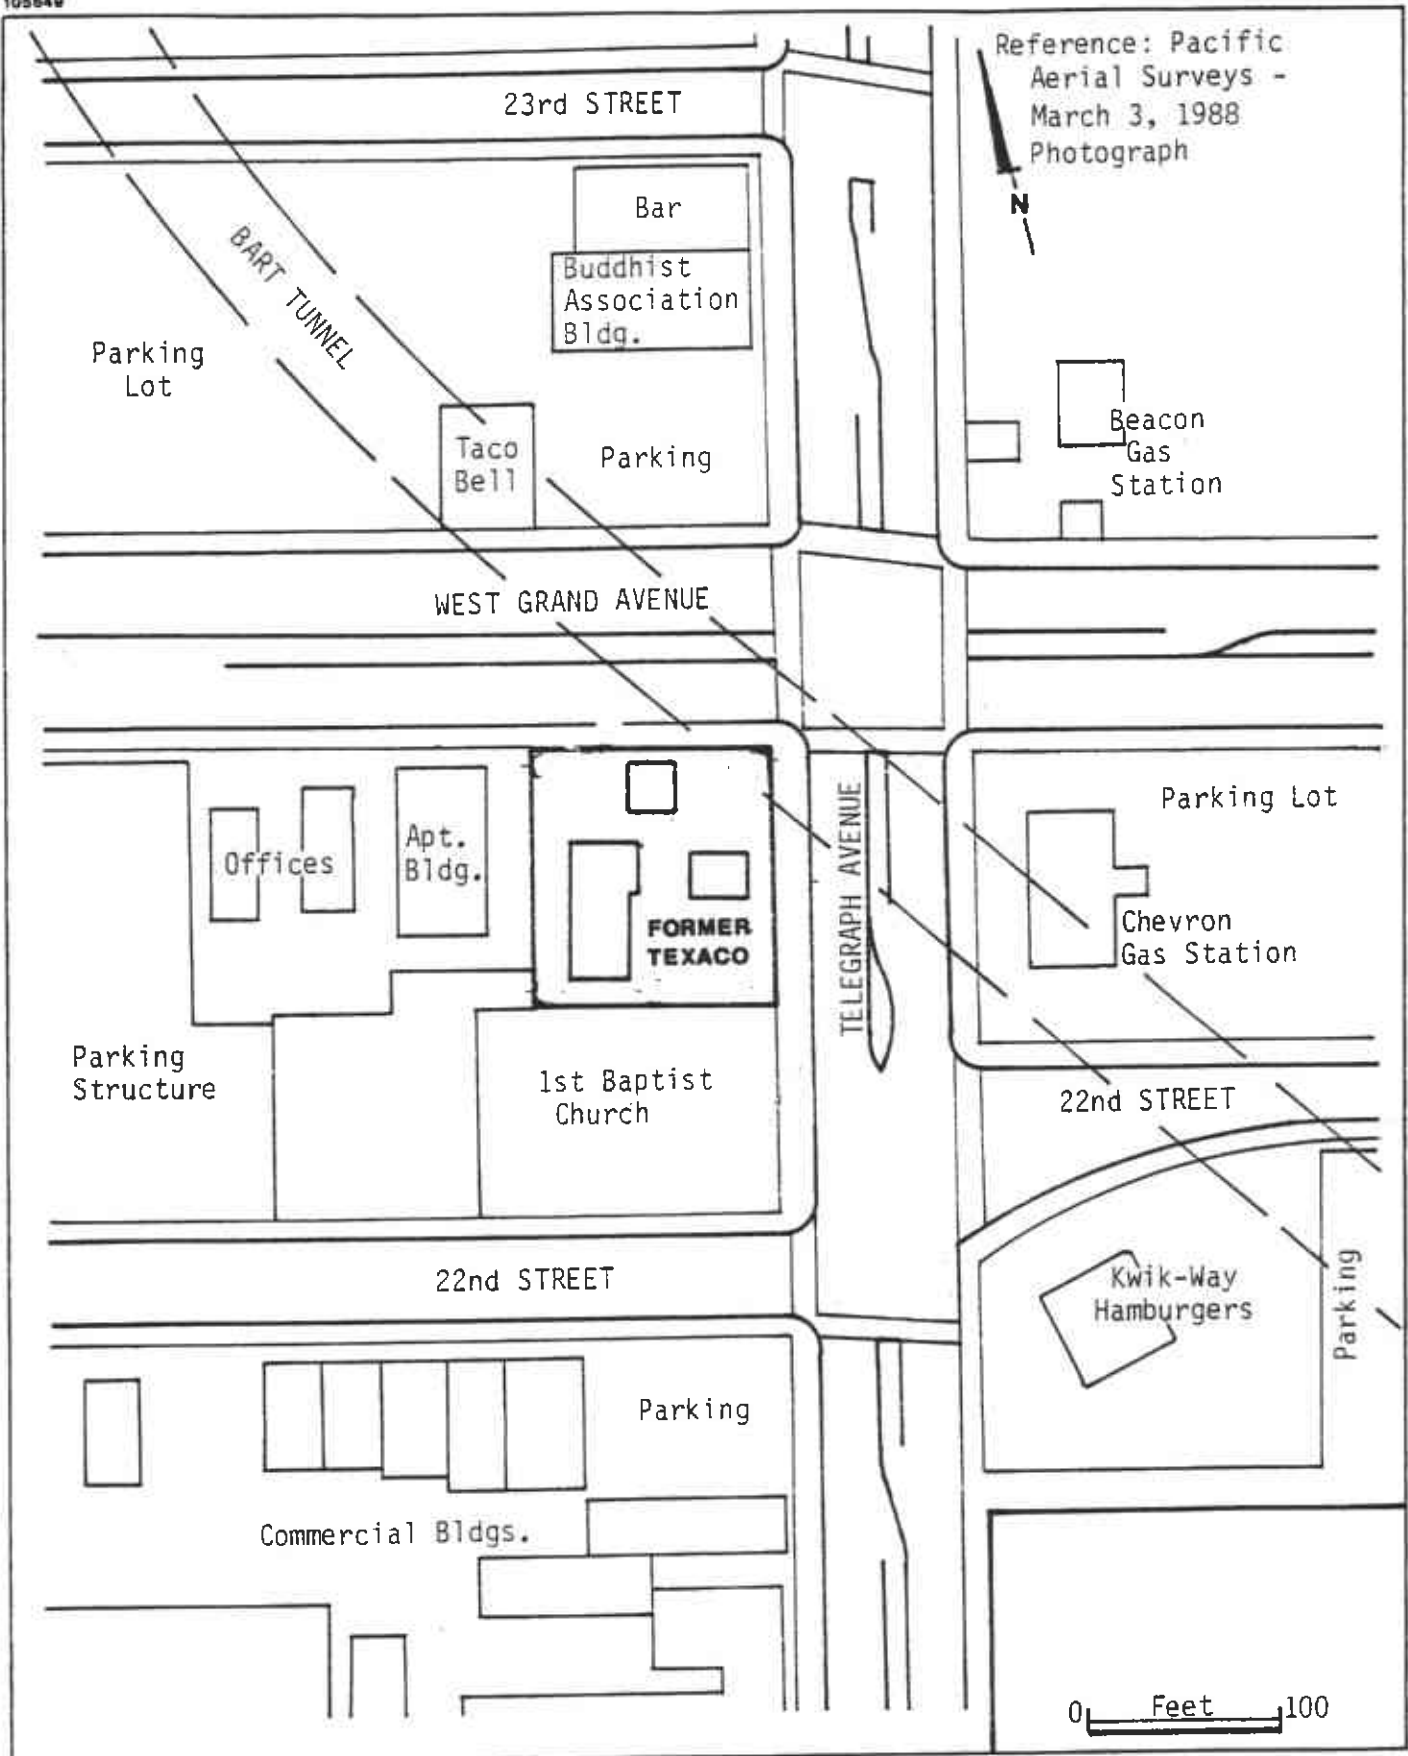 105649
Reference: Pacific
Aerial Surveys -
March 3, 1988
Photograph
N
23rd STREET
Bar
Buddhist
Association
Bldg.
BART TUNNEL
Parking
Lot
Taco
Bell
Parking
Beacon
Gas
Station
WEST GRAND AVENUE
Offices
Apt.
Bldg.
FORMER
TEXACO
TELEGRAPH AVENUE
Parking Lot
Chevron
Gas Station
Parking
Structure
1st Baptist
Church
22nd STREET
22nd STREET
Kwik-Way
Hamburgers
Parking
Parking
Commercial Bldgs.
0 Feet 100